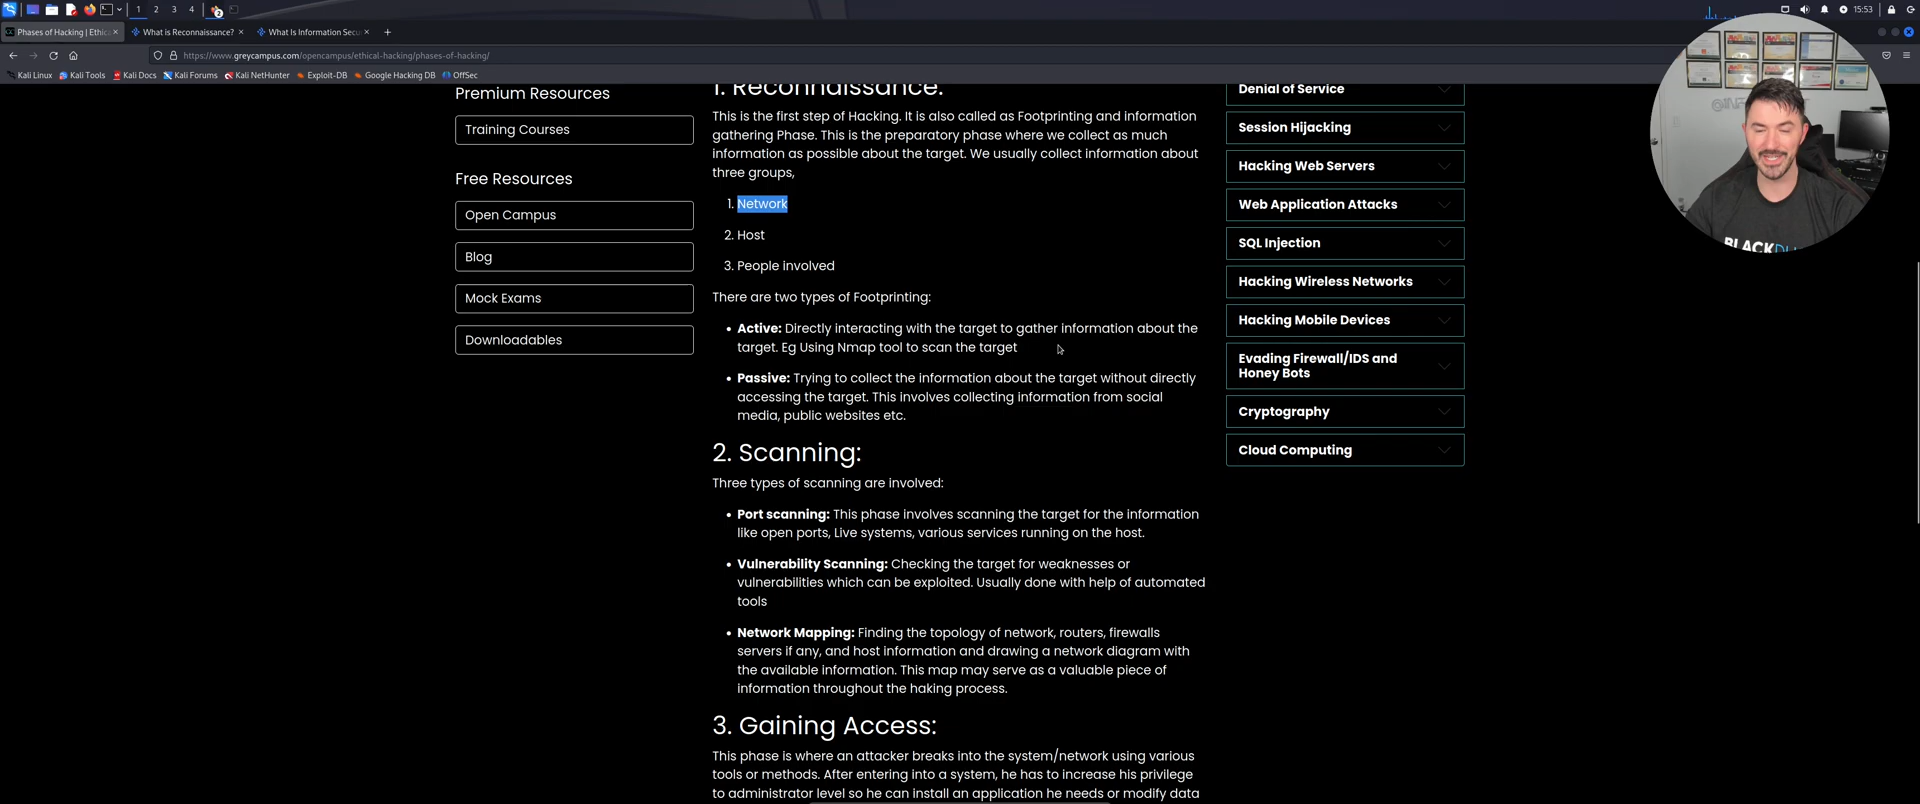 1 2 3 4 2 15:53
Phases of Hacking | Ethic × What is Reconnaissance? × What Is Information Secu × +
https://www.greycampus.com/opencampus/ethical-hacking/phases-of-hacking/
Kali Linux Kali Tools Kali Docs Kali Forums Kali NetHunter Exploit-DB Google Hacking DB OffSec
Premium Resources
Training Courses
Free Resources
Open Campus
Blog
Mock Exams
Downloadables
1. Reconnaissance:
This is the first step of Hacking. It is also called as Footprinting and information
gathering Phase. This is the preparatory phase where we collect as much
information as possible about the target. We usually collect information about
three groups,
1. Network
2. Host
3. People involved
There are two types of Footprinting:
• Active: Directly interacting with the target to gather information about the
target. Eg Using Nmap tool to scan the target
• Passive: Trying to collect the information about the target without directly
accessing the target. This involves collecting information from social
media, public websites etc.
2. Scanning:
Three types of scanning are involved:
• Port scanning: This phase involves scanning the target for the information
like open ports, Live systems, various services running on the host.
• Vulnerability Scanning: Checking the target for weaknesses or
vulnerabilities which can be exploited. Usually done with help of automated
tools
• Network Mapping: Finding the topology of network, routers, firewalls
servers if any, and host information and drawing a network diagram with
the available information. This map may serve as a valuable piece of
information throughout the haking process.
3. Gaining Access:
This phase is where an attacker breaks into the system/network using various
tools or methods. After entering into a system, he has to increase his privilege
to administrator level so he can install an application he needs or modify data
Denial of Service
Session Hijacking
Hacking Web Servers
Web Application Attacks
SQL Injection
Hacking Wireless Networks
Hacking Mobile Devices
Evading Firewall/IDS and
Honey Bots
Cryptography
Cloud Computing